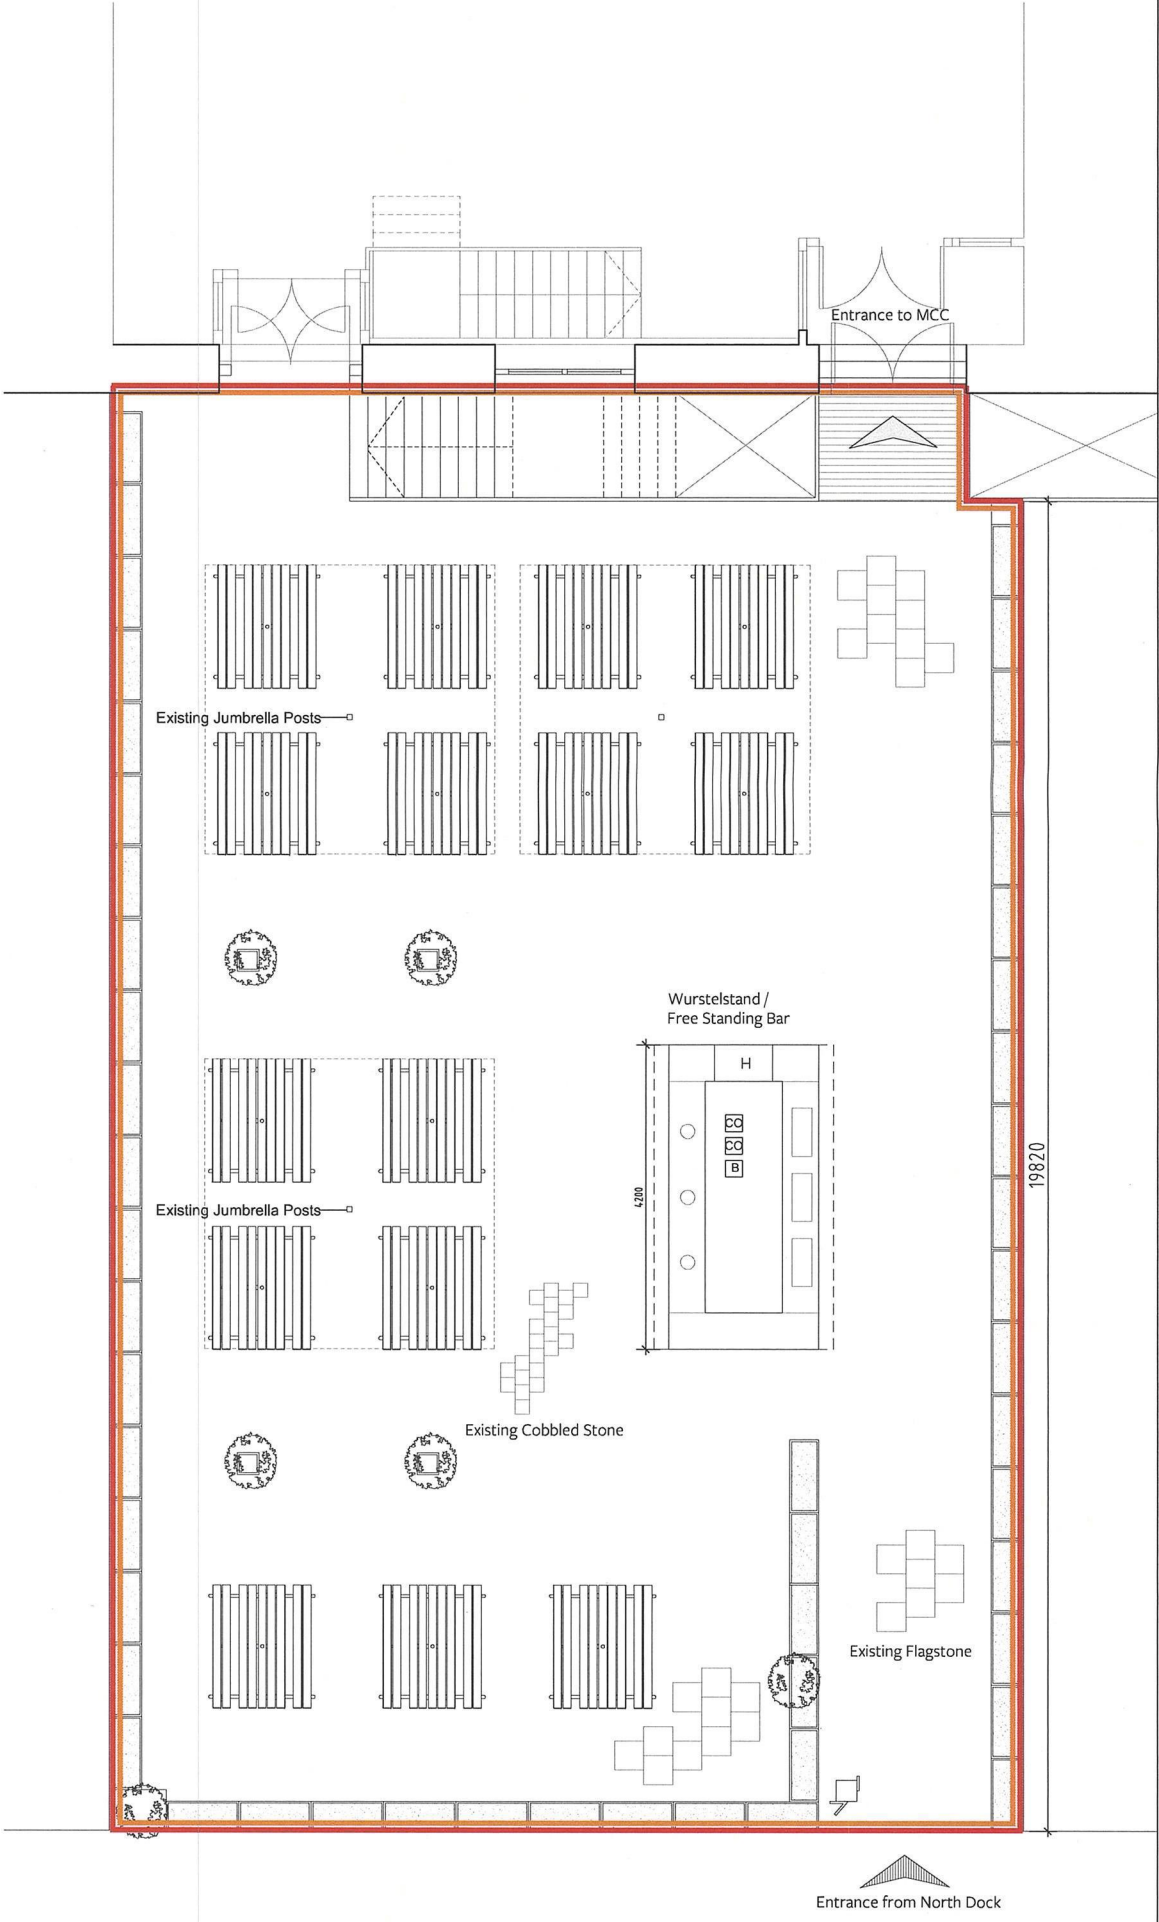 Entrance to MCC
Existing Jumbrella Posts
Wurstelstand /
Free Standing Bar
H
CO
CO
B
4200
19820
Existing Jumbrella Posts
Existing Cobbled Stone
Existing Flagstone
Entrance from North Dock